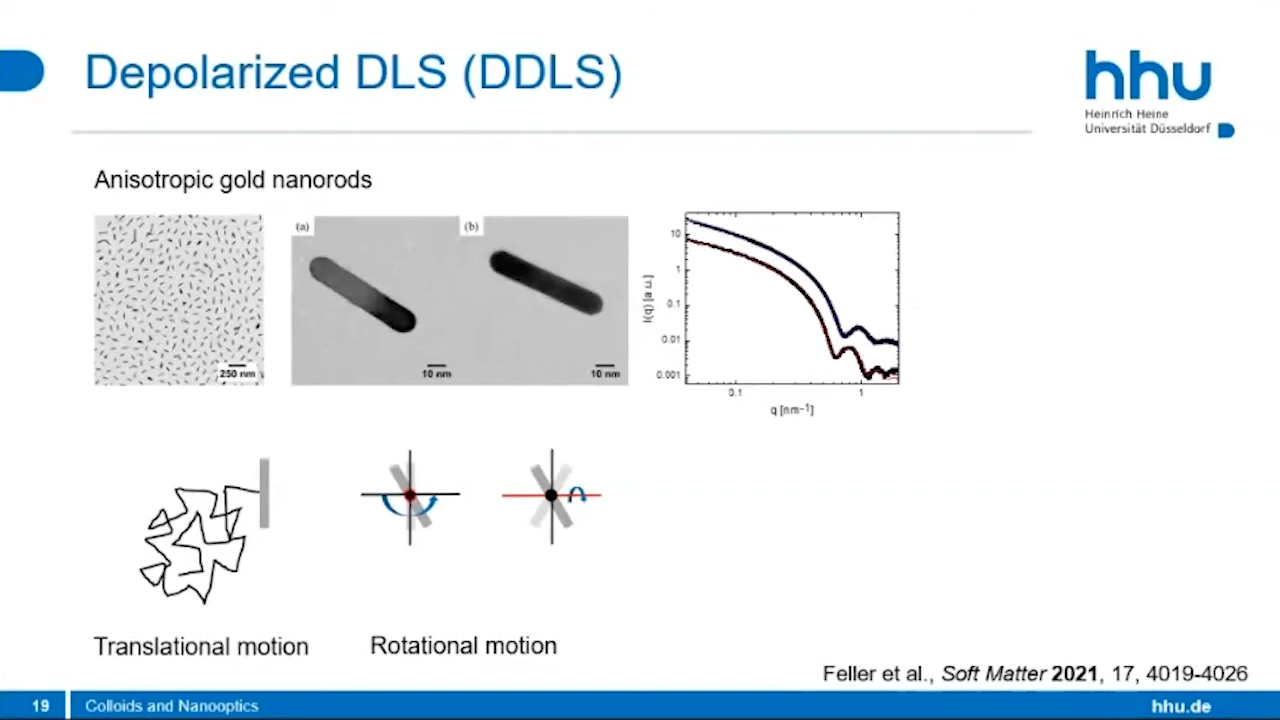 Depolarized DLS (DDLS)
hhu
Heinrich Heine
Universität Düsseldorf
Anisotropic gold nanorods
250 nm
(a)
10 nm
(b)
10 nm
I(q) [a.u.]
10
1
0.1
0.01
0.001
0.1
1
q [nm⁻¹]
Translational motion
Rotational motion
Feller et al., Soft Matter 2021, 17, 4019-4026
19
Colloids and Nanooptics
hhu.de